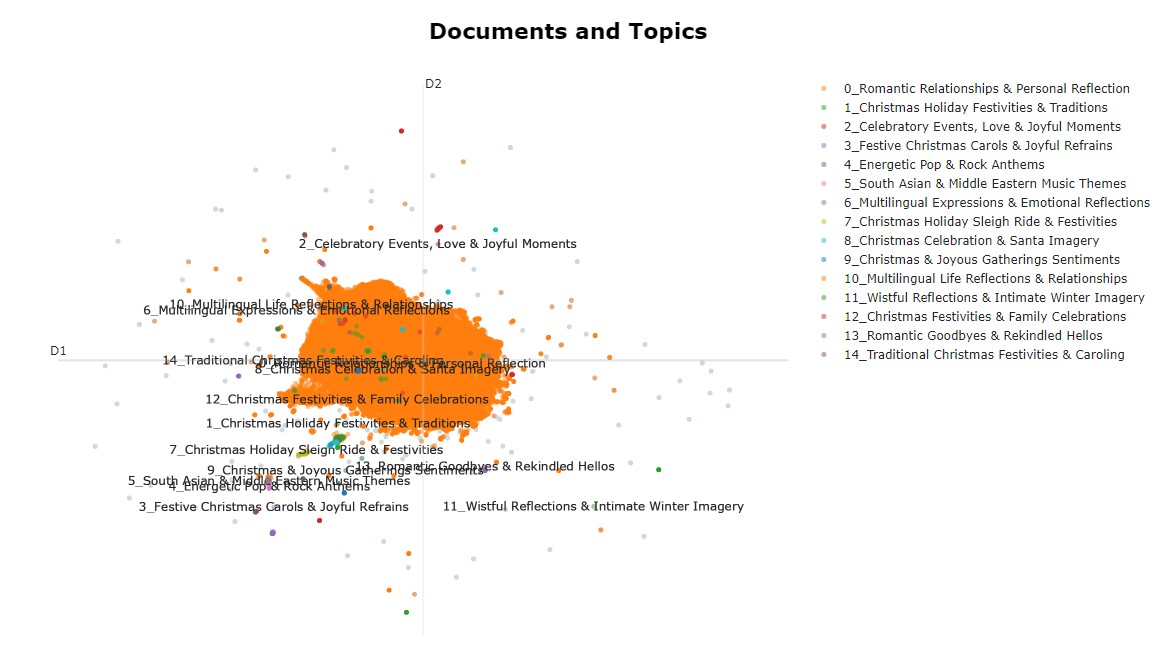 Documents and Topics
D2
D1
2_Celebratory Events, Love & Joyful Moments
10_Multilingual Life Reflections & Relationships
6_Multilingual Expressions & Emotional Reflections
14_Traditional Christmas Festivities & Caroling
0_Romantic Relationships & Personal Reflection
8_Christmas Celebration & Santa Imagery
12_Christmas Festivities & Family Celebrations
1_Christmas Holiday Festivities & Traditions
7_Christmas Holiday Sleigh Ride & Festivities
13_Romantic Goodbyes & Rekindled Hellos
9_Christmas & Joyous Gatherings Sentiments
5_South Asian & Middle Eastern Music Themes
4_Energetic Pop & Rock Anthems
3_Festive Christmas Carols & Joyful Refrains
11_Wistful Reflections & Intimate Winter Imagery
0_Romantic Relationships & Personal Reflection
1_Christmas Holiday Festivities & Traditions
2_Celebratory Events, Love & Joyful Moments
3_Festive Christmas Carols & Joyful Refrains
4_Energetic Pop & Rock Anthems
5_South Asian & Middle Eastern Music Themes
6_Multilingual Expressions & Emotional Reflections
7_Christmas Holiday Sleigh Ride & Festivities
8_Christmas Celebration & Santa Imagery
9_Christmas & Joyous Gatherings Sentiments
10_Multilingual Life Reflections & Relationships
11_Wistful Reflections & Intimate Winter Imagery
12_Christmas Festivities & Family Celebrations
13_Romantic Goodbyes & Rekindled Hellos
14_Traditional Christmas Festivities & Caroling